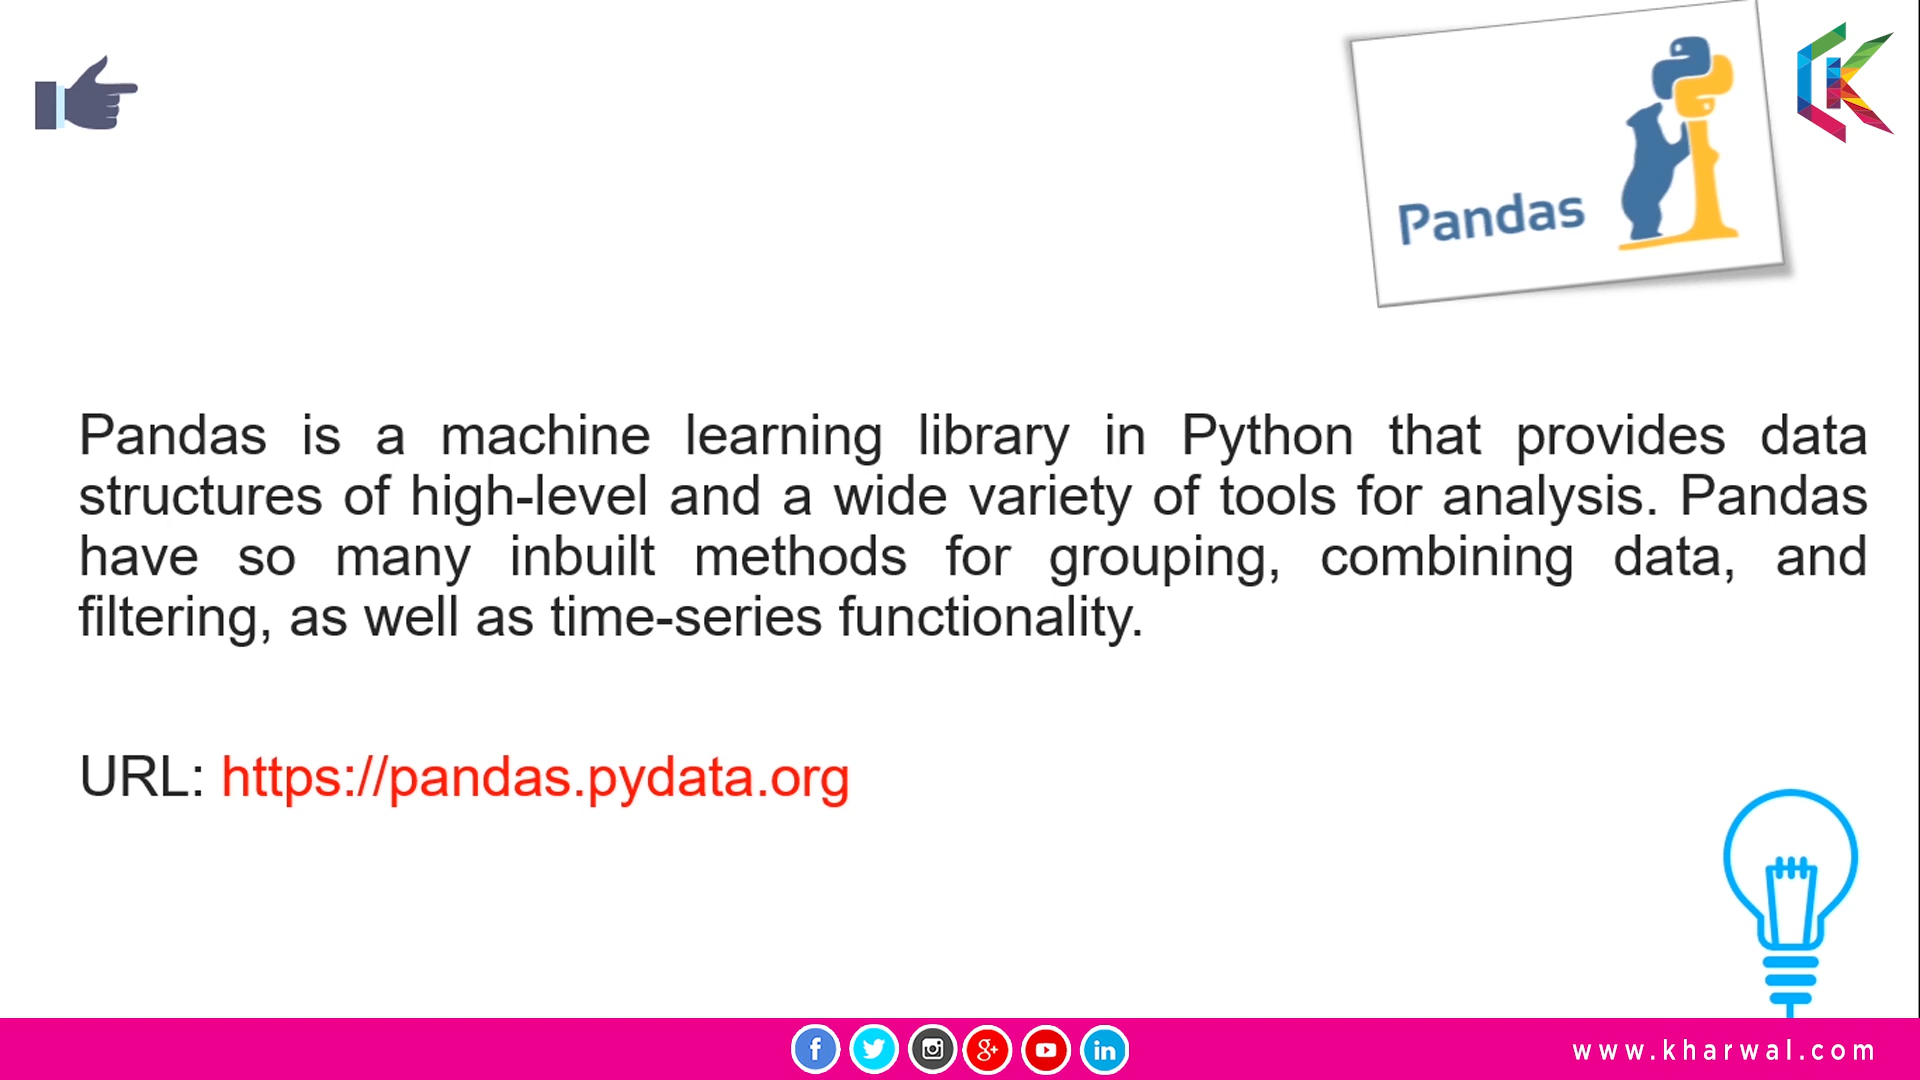 Pandas
Pandas is a machine learning library in Python that provides data
structures of high-level and a wide variety of tools for analysis. Pandas
have so many inbuilt methods for grouping, combining data, and
filtering, as well as time-series functionality.
URL: https://pandas.pydata.org
www.kharwal.com